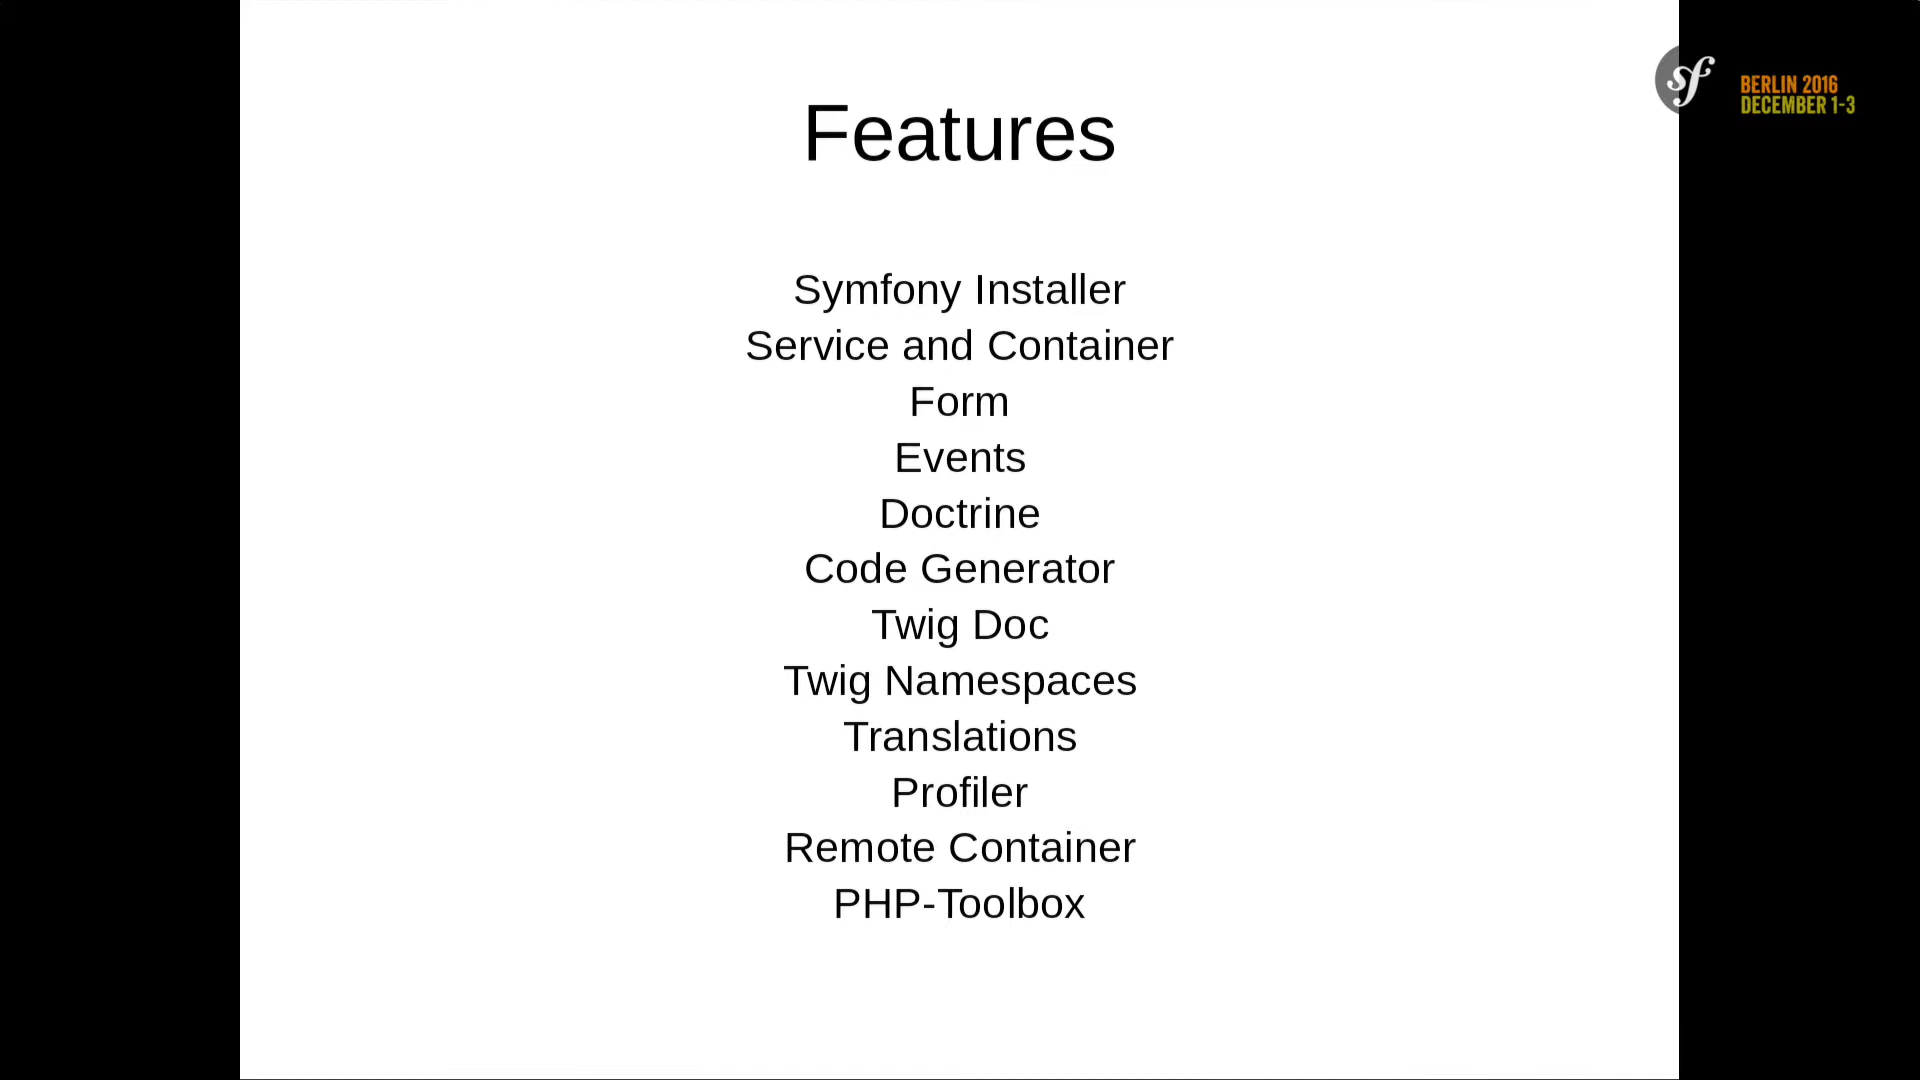 Features
sf
BERLIN 2016
DECEMBER 1-3
Symfony Installer
Service and Container
Form
Events
Doctrine
Code Generator
Twig Doc
Twig Namespaces
Translations
Profiler
Remote Container
PHP-Toolbox